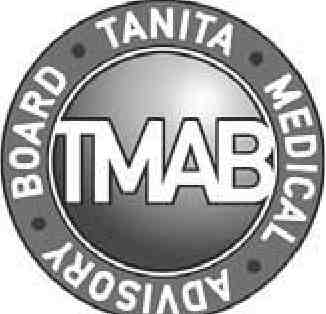 TANITA • MEDICAL • ADVISORY • BOARD •
TMAB